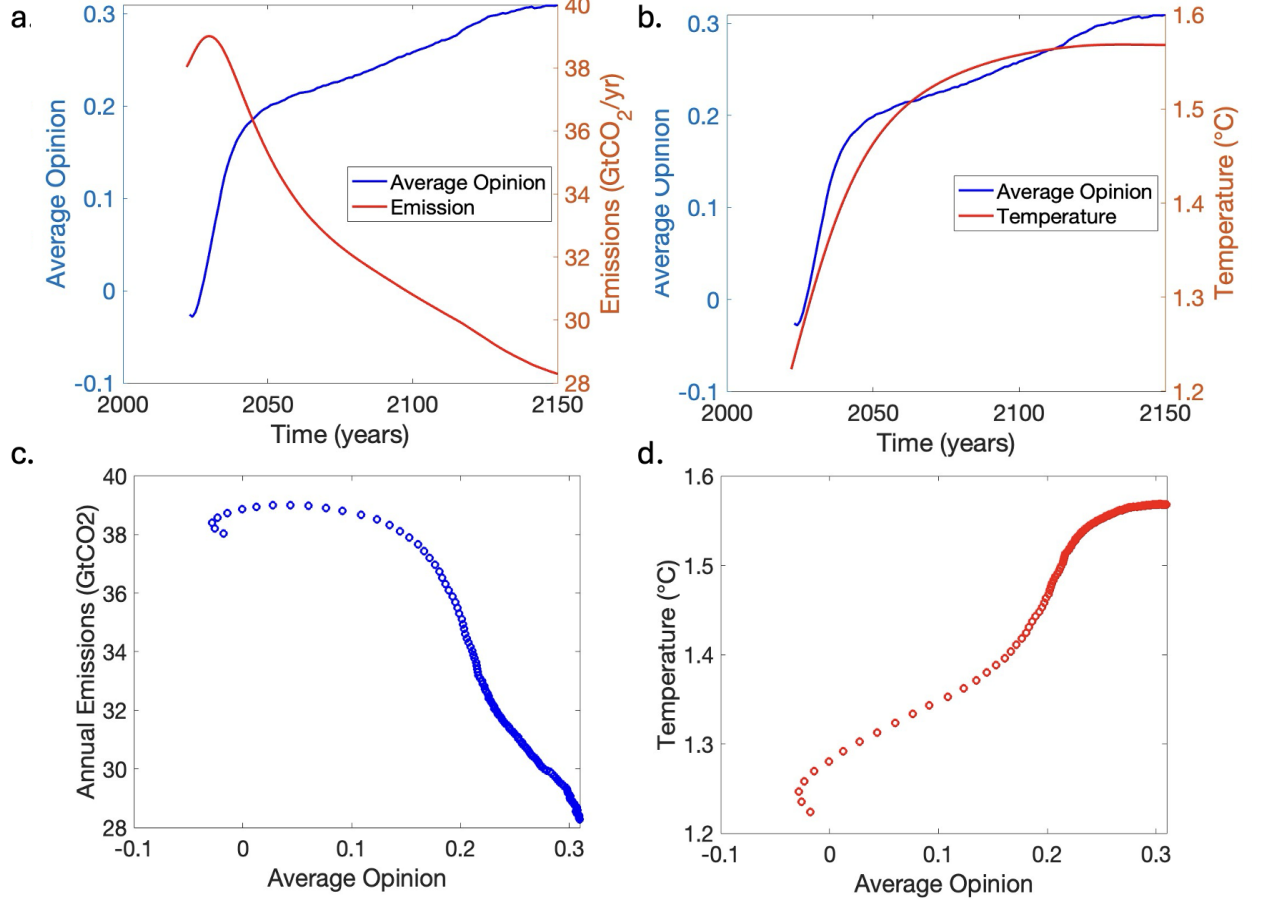 a.
0.3
0.2
0.1
0
-0.1
Average Opinion
40
38
36
34
32
30
28
Emissions (GtCO2/yr)
Average Opinion
Emission
2000
2050
2100
2150
Time (years)
b.
0.3
0.2
0.1
0
-0.1
Average Opinion
1.6
1.5
1.4
1.3
1.2
Temperature (°C)
Average Opinion
Temperature
2000
2050
2100
2150
Time (years)
c.
40
38
36
34
32
30
28
Annual Emissions (GtCO2)
-0.1
0
0.1
0.2
0.3
Average Opinion
d.
1.6
1.5
1.4
1.3
1.2
Temperature (°C)
-0.1
0
0.1
0.2
0.3
Average Opinion